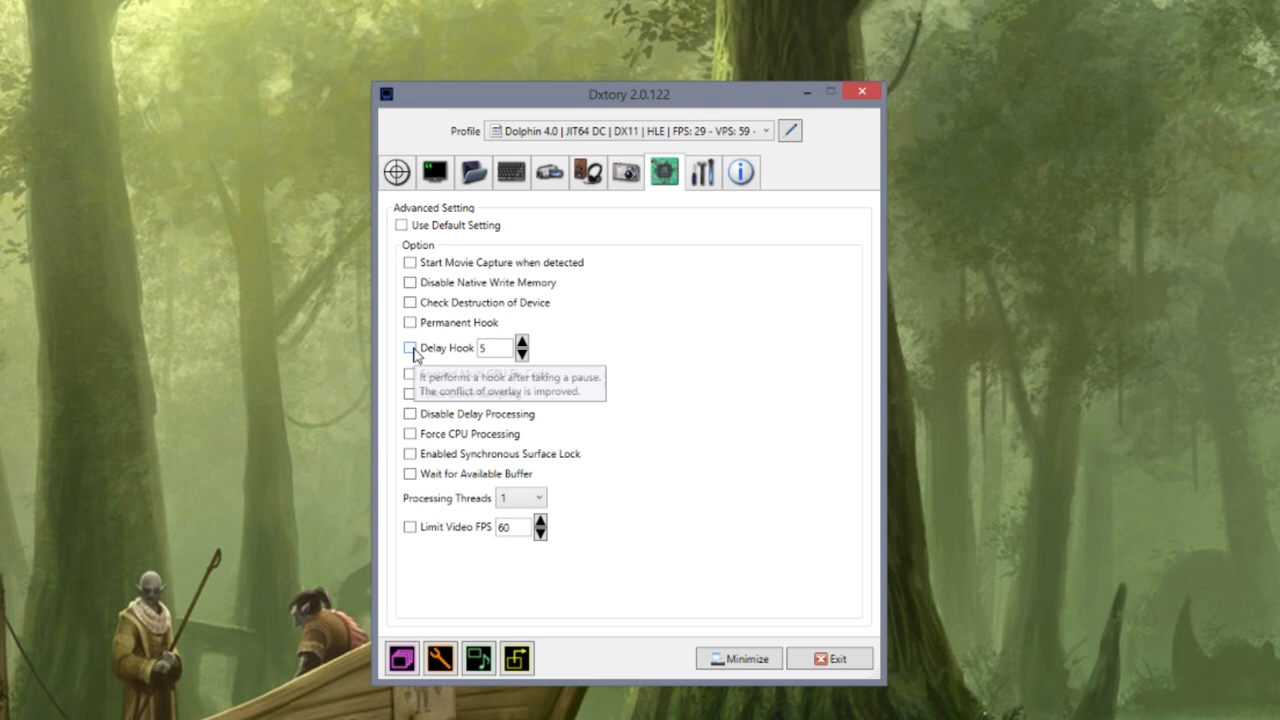 Dxtory 2.0.122
Profile
Dolphin 4.0 | JIT64 DC | DX11 | HLE | FPS: 29 - VPS: 59 -
Advanced Setting
Use Default Setting
Option
Start Movie Capture when detected
Disable Native Write Memory
Check Destruction of Device
Permanent Hook
Delay Hook 5
It performs a hook after taking a pause.
The conflict of overlay is improved.
Disable Delay Processing
Force CPU Processing
Enabled Synchronous Surface Lock
Wait for Available Buffer
Processing Threads 1
Limit Video FPS 60
Minimize
Exit